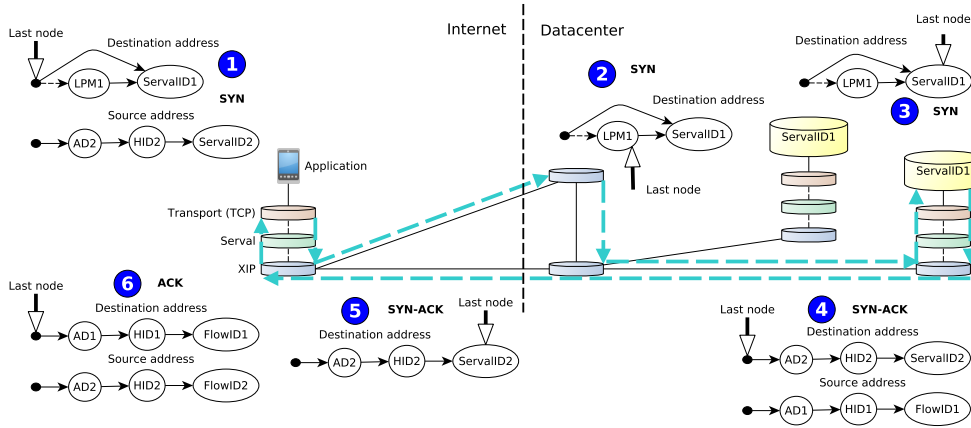 Internet
Datacenter
Last node
Destination address
1
LPM1
ServalID1
SYN
Source address
AD2
HID2
ServalID2
2
SYN
Destination address
LPM1
ServalID1
Last node
Last node
Destination address
LPM1
ServalID1
3
SYN
ServalID1
ServalID1
Application
Transport (TCP)
Serval
XIP
6
ACK
Last node
Destination address
AD1
HID1
FlowID1
Source address
AD2
HID2
FlowID2
5
SYN-ACK
Last node
Destination address
AD2
HID2
ServalID2
4
SYN-ACK
Last node
Destination address
AD2
HID2
ServalID2
Source address
AD1
HID1
FlowID1